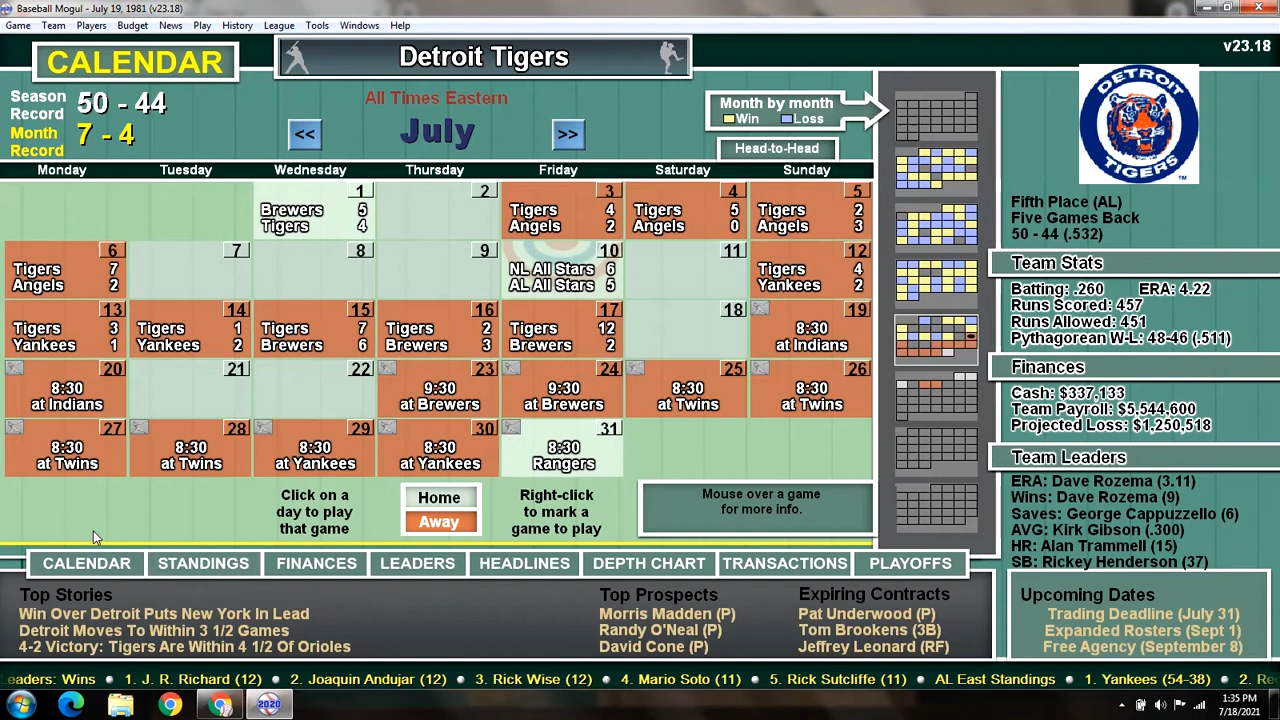 Baseball Mogul - July 19, 1981 (v23.18)
Game Team Players Budget News Play History League Tools Windows Help
CALENDAR
Detroit Tigers
v23.18
Season Record 50 - 44
Month Record 7 - 4
All Times Eastern
<< July >>
Month by month
Win Loss
Head-to-Head
DETROIT
TIGERS
TM
Monday Tuesday Wednesday Thursday Friday Saturday Sunday
1 2 3 4 5
Brewers 5 Tigers 4 Tigers 5 Tigers 2
Tigers 4 Angels 2 Angels 0 Angels 3
6 7 8 9 10 11 12
Tigers 7 NL All Stars 6 Tigers 4
Angels 2 AL All Stars 5 Yankees 2
13 14 15 16 17 18 19
Tigers 3 Tigers 1 Tigers 7 Tigers 2 Tigers 12 8:30
Yankees 1 Yankees 2 Brewers 6 Brewers 3 Brewers 2 at Indians
20 21 22 23 24 25 26
8:30 9:30 9:30 8:30 8:30
at Indians at Brewers at Brewers at Twins at Twins
27 28 29 30 31
8:30 8:30 8:30 8:30 8:30
at Twins at Twins at Yankees at Yankees Rangers
Click on a
day to play
that game
Home
Away
Right-click
to mark a
game to play
Mouse over a game
for more info.
Fifth Place (AL)
Five Games Back
50 - 44 (.532)
Team Stats
Batting: .260 ERA: 4.22
Runs Scored: 457
Runs Allowed: 451
Pythagorean W-L: 48-46 (.511)
Finances
Cash: $337,133
Team Payroll: $5,544,600
Projected Loss: $1,250,518
Team Leaders
ERA: Dave Rozema (3.11)
Wins: Dave Rozema (9)
Saves: George Cappuzzello (6)
AVG: Kirk Gibson (.300)
HR: Alan Trammell (15)
SB: Rickey Henderson (37)
CALENDAR STANDINGS FINANCES LEADERS HEADLINES DEPTH CHART TRANSACTIONS PLAYOFFS
Top Stories
Win Over Detroit Puts New York In Lead
Detroit Moves To Within 3 1/2 Games
4-2 Victory: Tigers Are Within 4 1/2 Of Orioles
Top Prospects
Morris Madden (P)
Randy O'Neal (P)
David Cone (P)
Expiring Contracts
Pat Underwood (P)
Tom Brookens (3B)
Jeffrey Leonard (RF)
Upcoming Dates
Trading Deadline (July 31)
Expanded Rosters (Sept 1)
Free Agency (September 8)
Leaders: Wins 1. J. R. Richard (12) 2. Joaquin Andujar (12) 3. Rick Wise (12) 4. Mario Soto (11) 5. Rick Sutcliffe (11) AL East Standings 1. Yankees (54-38) 2. Re
2020
1:35 PM
7/18/2021